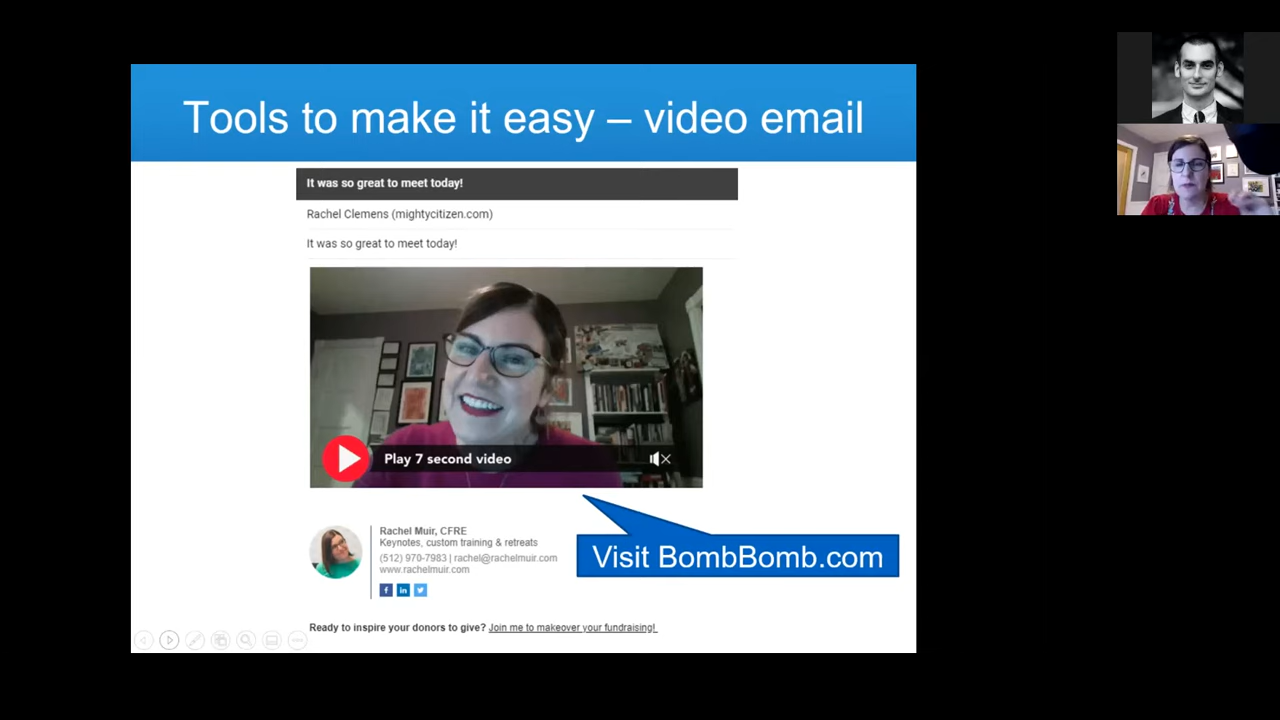 Tools to make it easy – video email
It was so great to meet today!
Rachel Clemens (mightycitizen.com)
It was so great to meet today!
Play 7 second video
Rachel Muir, CFRE
Keynotes, custom training & retreats
(512) 970-7983 | rachel@rachelmuir.com
www.rachelmuir.com
Visit BombBomb.com
Ready to inspire your donors to give? Join me to makeover your fundraising!